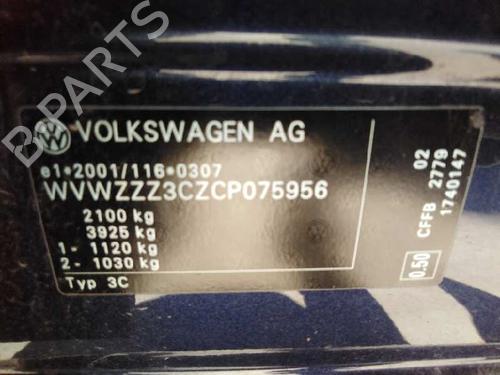 B PARTS
VOLKSWAGEN AG
e1*2001/116*0307
WVWZZZ3CZCP075956
2100 kg
3925 kg
1 - 1120 kg
2 - 1030 kg
Typ 3C
02
CFFB 2779
1740147
0.50